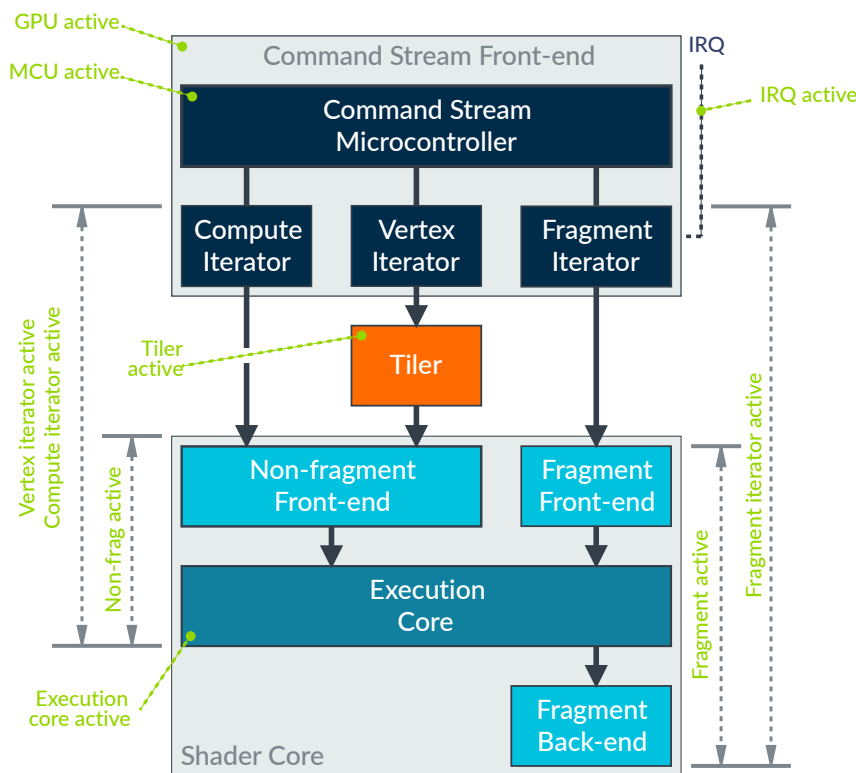 GPU active
Command Stream Front-end
IRQ
MCU active
IRQ active
Command Stream
Microcontroller
Compute
Iterator
Vertex
Iterator
Fragment
Iterator
Tiler
active
Tiler
Vertex iterator active
Compute iterator active
Non-frag active
Non-fragment
Front-end
Fragment
Front-end
Fragment active
Fragment iterator active
Execution
Core
Execution
core active
Fragment
Back-end
Shader Core